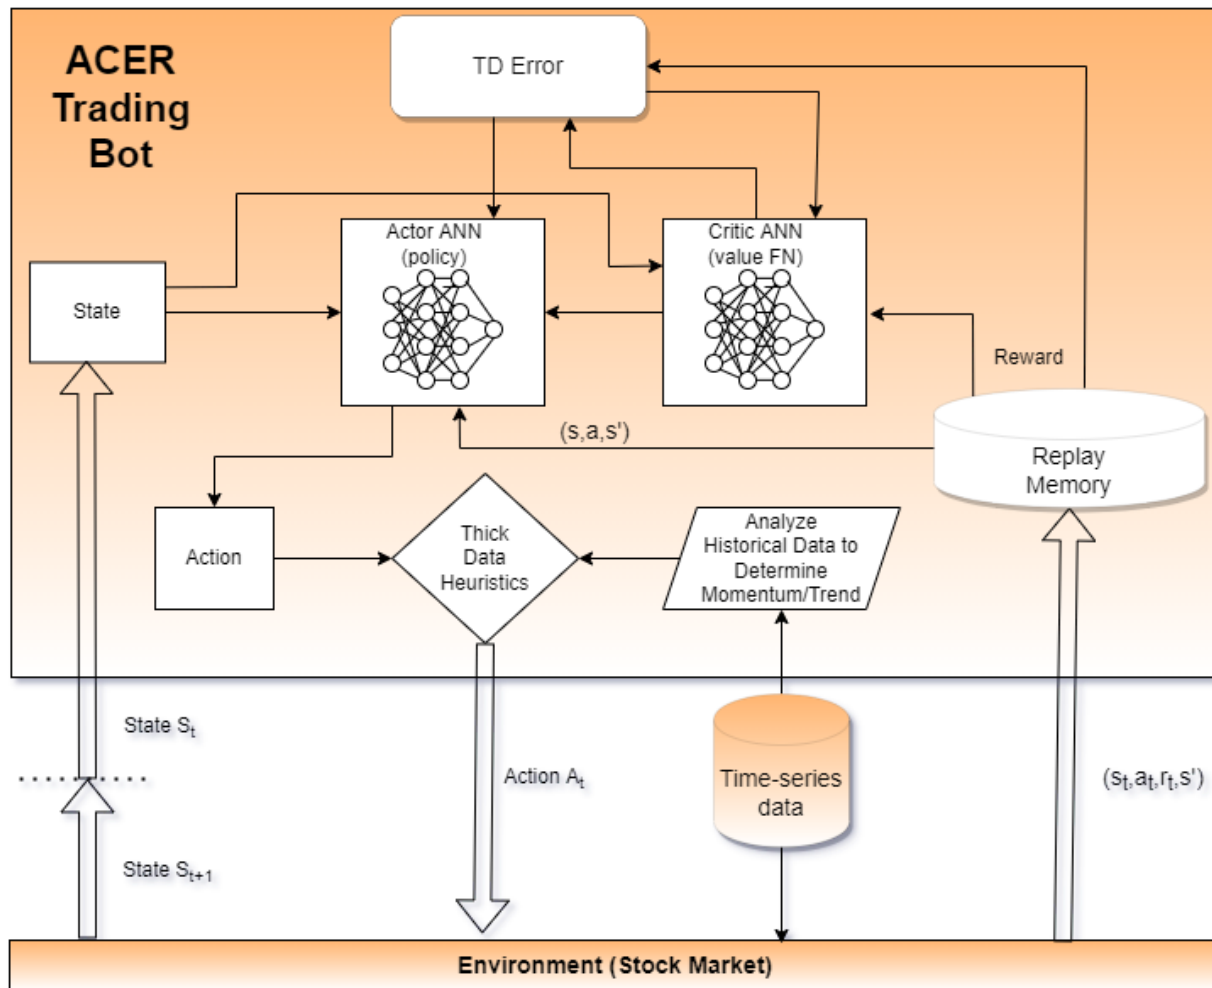 ACER
Trading
Bot
TD Error
Actor ANN
(policy)
Critic ANN
(value FN)
State
Reward
(s,a,s')
Replay
Memory
Action
Thick
Data
Heuristics
Analyze
Historical Data to
Determine
Momentum/Trend
State Sₜ
Action Aₜ
Time-series
data
(sₜ,aₜ,rₜ,s')
State Sₜ₊₁
Environment (Stock Market)